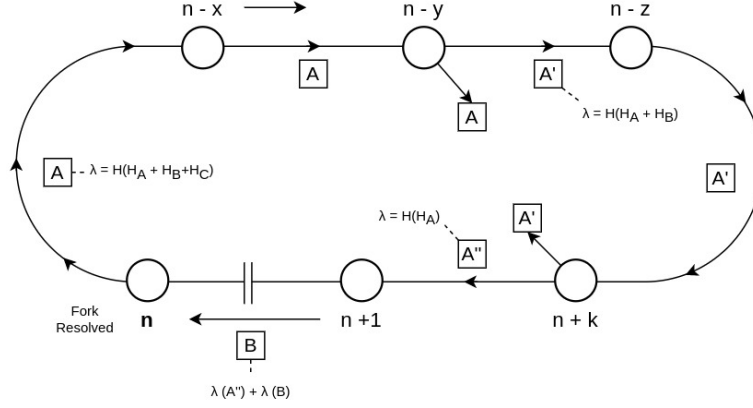 n - x
n - y
n - z
A
A'
A
λ = H(HA + HB)
A
λ = H(HA + HB+HC)
A'
λ = H(HA)
A'
A''
Fork
Resolved
n
n +1
n + k
B
λ (A'') + λ (B)